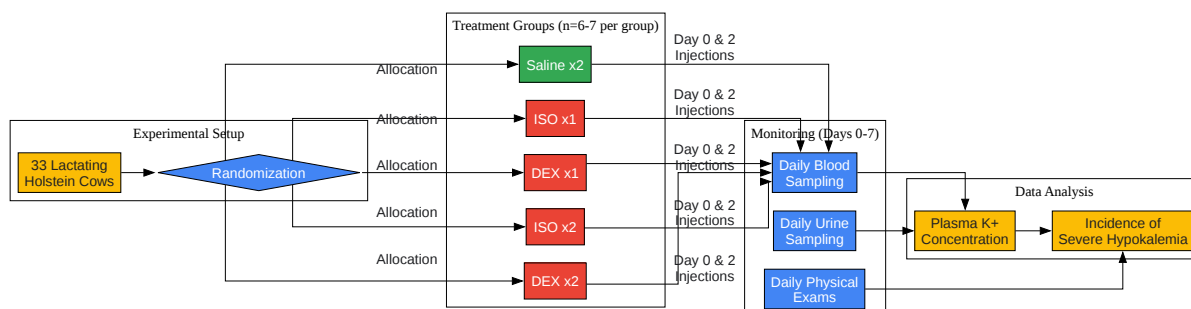 Experimental Setup
33 Lactating
Holstein Cows
Randomization
Allocation
Allocation
Allocation
Allocation
Allocation
Treatment Groups (n=6-7 per group)
Saline x2
ISO x1
DEX x1
ISO x2
DEX x2
Day 0 & 2
Injections
Day 0 & 2
Injections
Day 0 & 2
Injections
Day 0 & 2
Injections
Day 0 & 2
Injections
Monitoring (Days 0-7)
Daily Blood
Sampling
Daily Urine
Sampling
Daily Physical
Exams
Data Analysis
Plasma K+
Concentration
Incidence of
Severe Hypokalemia